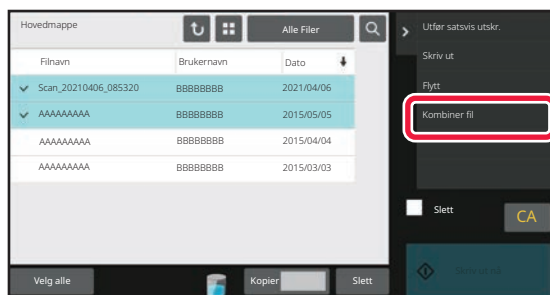 Hovedmappe
Alle Filer
Filnavn Brukernavn Dato
Scan_20210406_085320 BBBBBBBB 2021/04/06
AAAAAAAAA BBBBBBBB 2015/05/05
AAAAAAAAA BBBBBBBB 2015/04/04
AAAAAAAAA BBBBBBBB 2015/03/03
Velg alle
Kopier
Slett
Utfør satsvis utskr.
Skriv ut
Flytt
Kombiner fil
Slett
CA